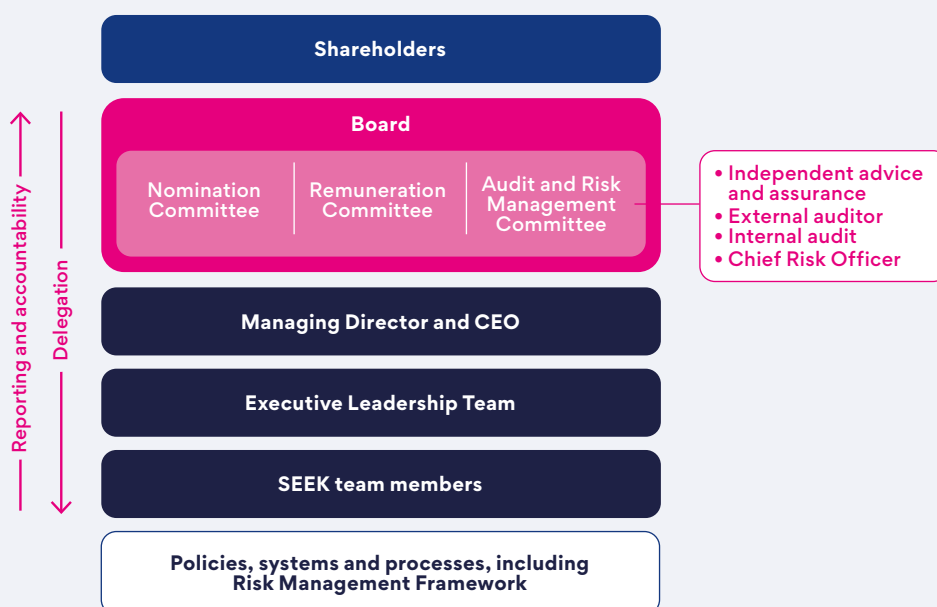 Shareholders
Board
Nomination
Committee
Remuneration
Committee
Audit and Risk
Management
Committee
• Independent advice
and assurance
• External auditor
• Internal audit
• Chief Risk Officer
Managing Director and CEO
Executive Leadership Team
SEEK team members
Policies, systems and processes, including
Risk Management Framework
Reporting and accountability
Delegation